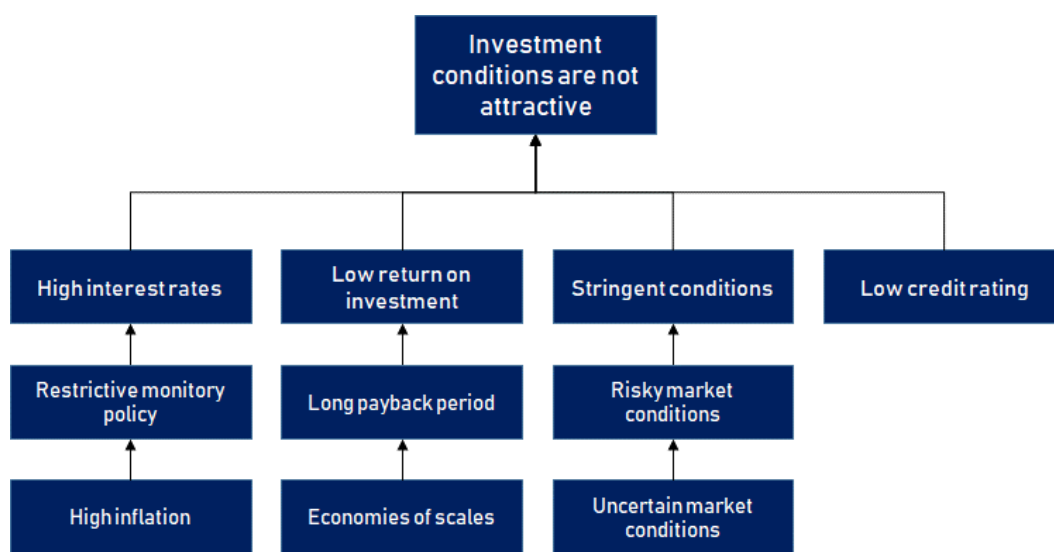 Investment
conditions are not
attractive
High interest rates
Low return on
investment
Stringent conditions
Low credit rating
Restrictive monitory
policy
Long payback period
Risky market
conditions
High inflation
Economies of scales
Uncertain market
conditions